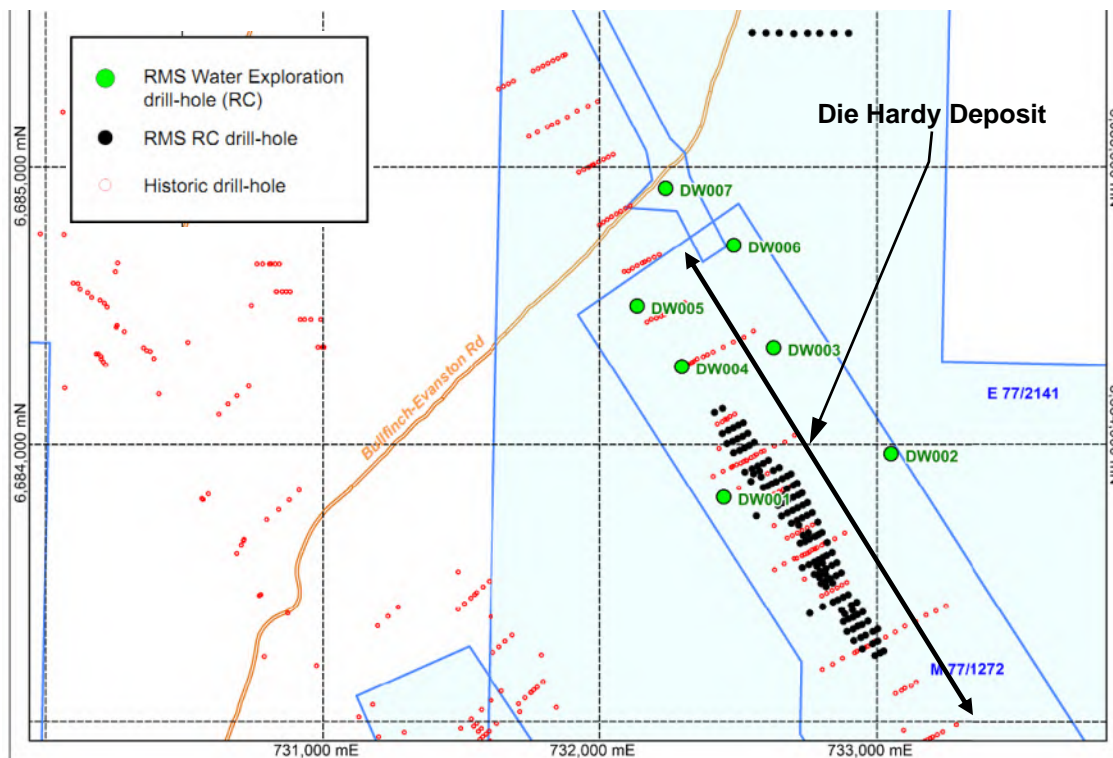 RMS Water Exploration
drill-hole (RC)
RMS RC drill-hole
Historic drill-hole
Die Hardy Deposit
6,685,000 mN
DW007
DW006
DW005
DW003
DW004
Bullfinch-Evanston Rd
E 77/2141
6,684,000 mN
DW002
DW001
M 77/1272
731,000 mE
732,000 mE
733,000 mE